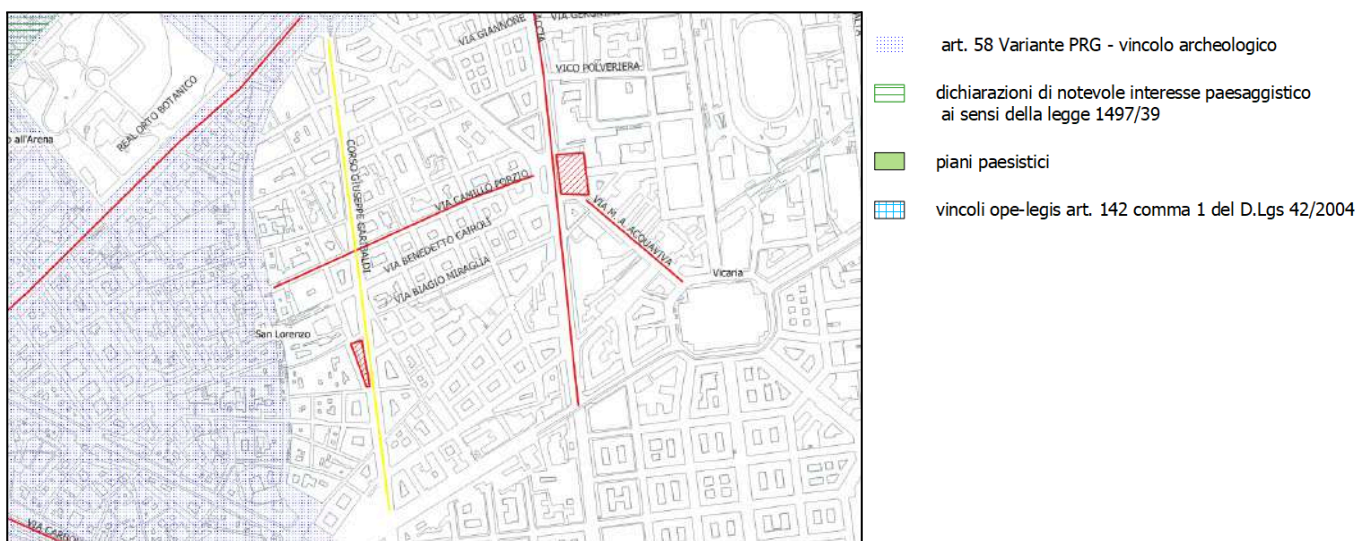 VIA GIANNONE
VICO POLVERIERA
REAL ORTO BOTANICO
o all'Arena
CORSO GIUSEPPE GARIBALDI
VIA CAMILLO PORZIO
VIA BENEDETTO CAIROLI
VIA BIAGIO MIRAGLIA
VIA M. A. ACQUAVIVA
Vicaria
San Lorenzo
art. 58 Variante PRG - vincolo archeologico
dichiarazioni di notevole interesse paesaggistico
ai sensi della legge 1497/39
piani paesistici
vincoli ope-legis art. 142 comma 1 del D.Lgs 42/2004